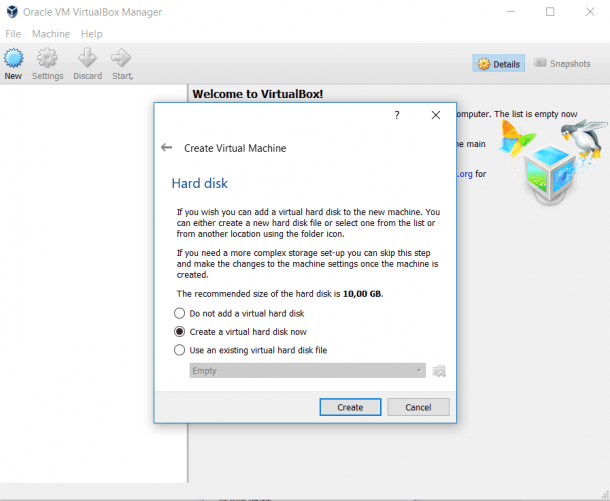 Oracle VM VirtualBox Manager
File Machine Help
New Settings Discard Start,
Details Snapshots
Welcome to VirtualBox!
omputer. The list is empty now
he main
.org for
?
Create Virtual Machine
Hard disk
If you wish you can add a virtual hard disk to the new machine. You
can either create a new hard disk file or select one from the list or
from another location using the folder icon.
If you need a more complex storage set-up you can skip this step
and make the changes to the machine settings once the machine is
created.
The recommended size of the hard disk is 10,00 GB.
Do not add a virtual hard disk
Create a virtual hard disk now
Use an existing virtual hard disk file
Empty
Create Cancel